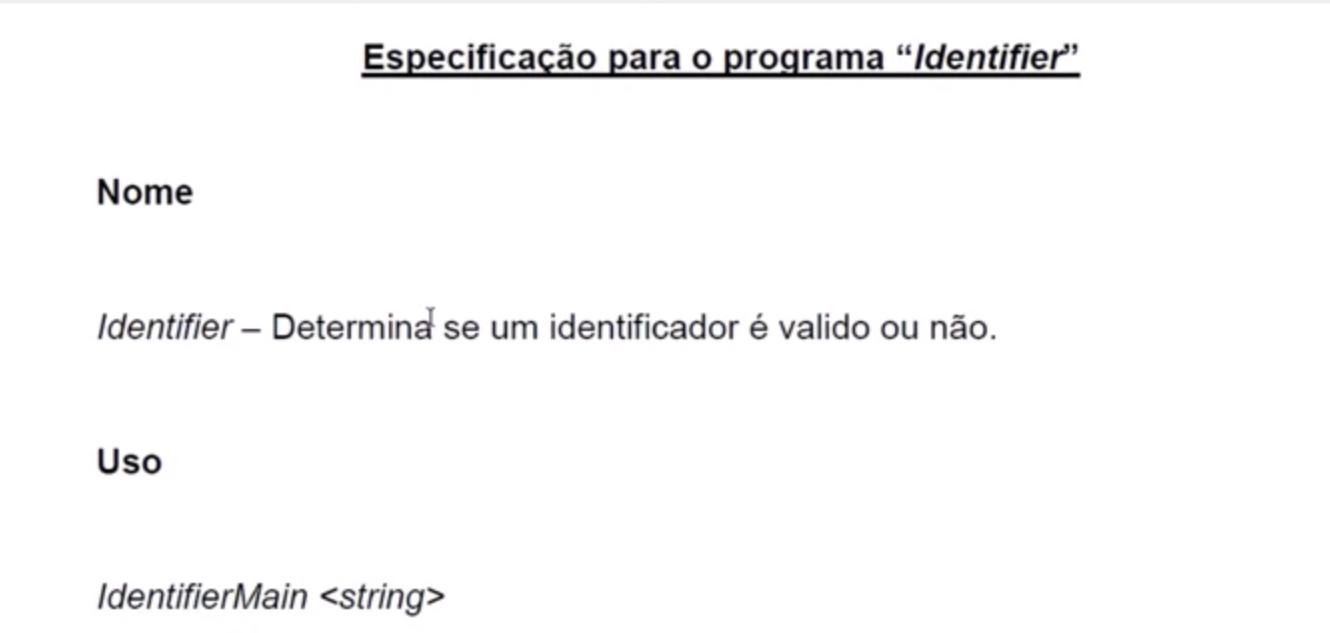 Especificação para o programa “Identifier”
Nome
Identifier – Determina se um identificador é valido ou não.
Uso
IdentifierMain <string>